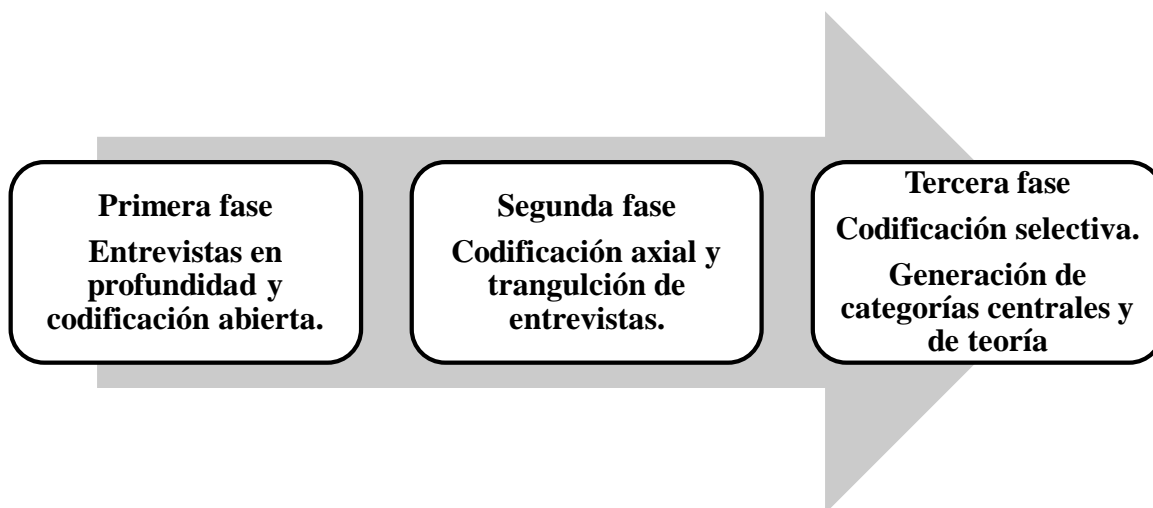 Primera fase
Entrevistas en
profundidad y
codificación abierta.
Segunda fase
Codificación axial y
trangulción de
entrevistas.
Tercera fase
Codificación selectiva.
Generación de
categorías centrales y
de teoría